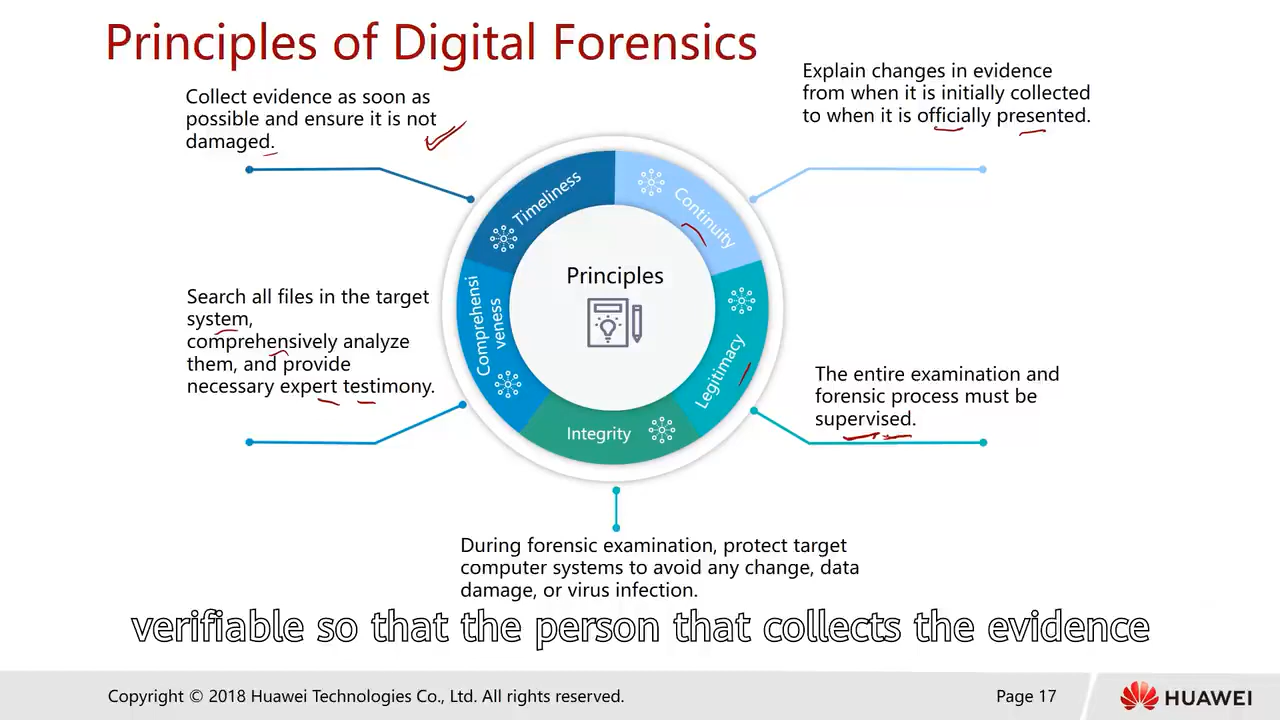 Principles of Digital Forensics
Collect evidence as soon as
possible and ensure it is not
damaged.
Explain changes in evidence
from when it is initially collected
to when it is officially presented.
Timeliness
Continuity
Principles
Search all files in the target
system,
comprehensively analyze
them, and provide
necessary expert testimony.
Comprehensi
veness
Legitimacy
The entire examination and
forensic process must be
supervised.
Integrity
During forensic examination, protect target
computer systems to avoid any change, data
damage, or virus infection.
verifiable so that the person that collects the evidence
Copyright © 2018 Huawei Technologies Co., Ltd. All rights reserved.
Page 17
HUAWEI